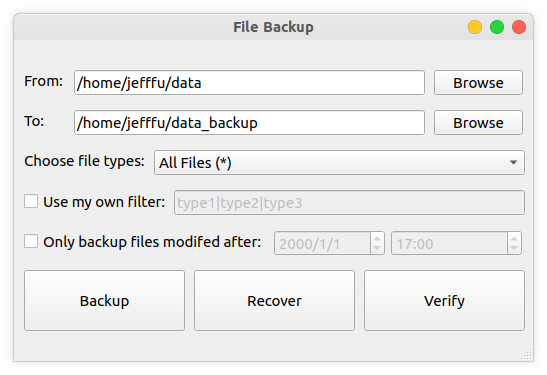 File Backup
From: /home/jefffu/data Browse
To: /home/jefffu/data_backup Browse
Choose file types: All Files (*)
Use my own filter: type1|type2|type3
Only backup files modifed after: 2000/1/1 17:00
Backup Recover Verify